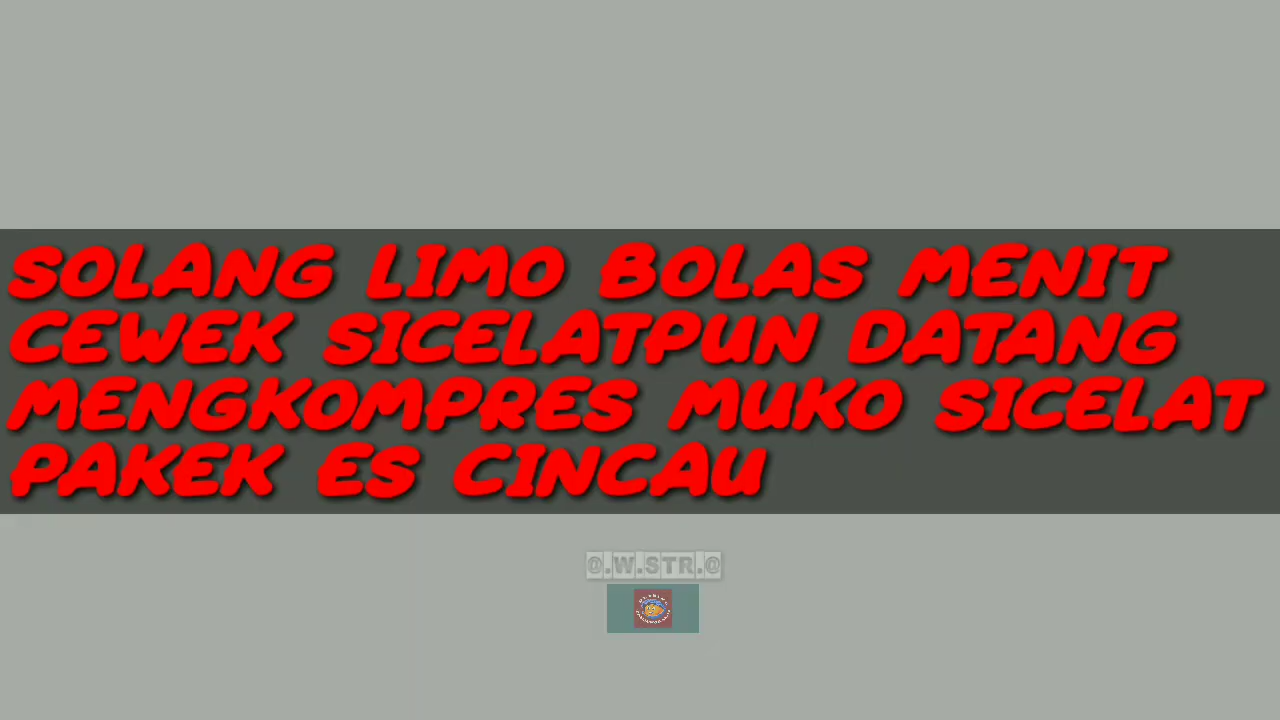 SOLANG LIMO BOLAS MENIT
CEWEK SICELATPUN DATANG
MENGKOMPRES MUKO SICELAT
PAKEK ES CINCAU
@.W.STR.@